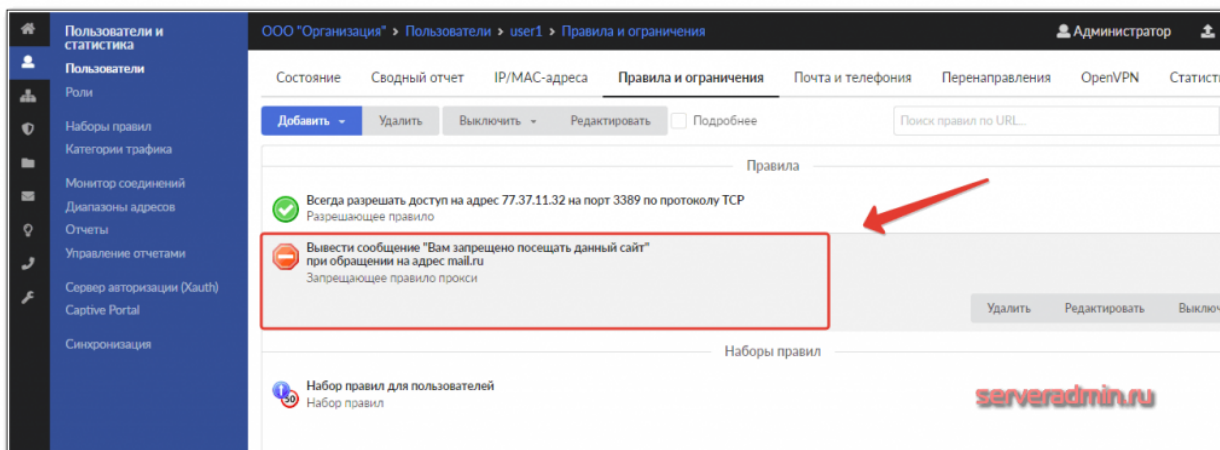 Пользователи и
статистика
Пользователи
Роли
Наборы правил
Категории трафика
Монитор соединений
Диапазоны адресов
Отчеты
Управление отчетами
Сервер авторизации (Xauth)
Captive Portal
Синхронизация
ООО "Организация" › Пользователи › user1 › Правила и ограничения
Администратор
Состояние Сводный отчет IP/MAC-адреса Правила и ограничения Почта и телефония Перенаправления OpenVPN Статист
Добавить Удалить Выключить Редактировать Подробнее Поиск правил по URL...
Правила
Всегда разрешать доступ на адрес 77.37.11.32 на порт 3389 по протоколу TCP
Разрешающее правило
Вывести сообщение "Вам запрещено посещать данный сайт"
при обращении на адрес mail.ru
Запрещающее правило прокси
Удалить Редактировать Выключ
Наборы правил
50
Набор правил для пользователей
Набор правил
serveradmin.ru